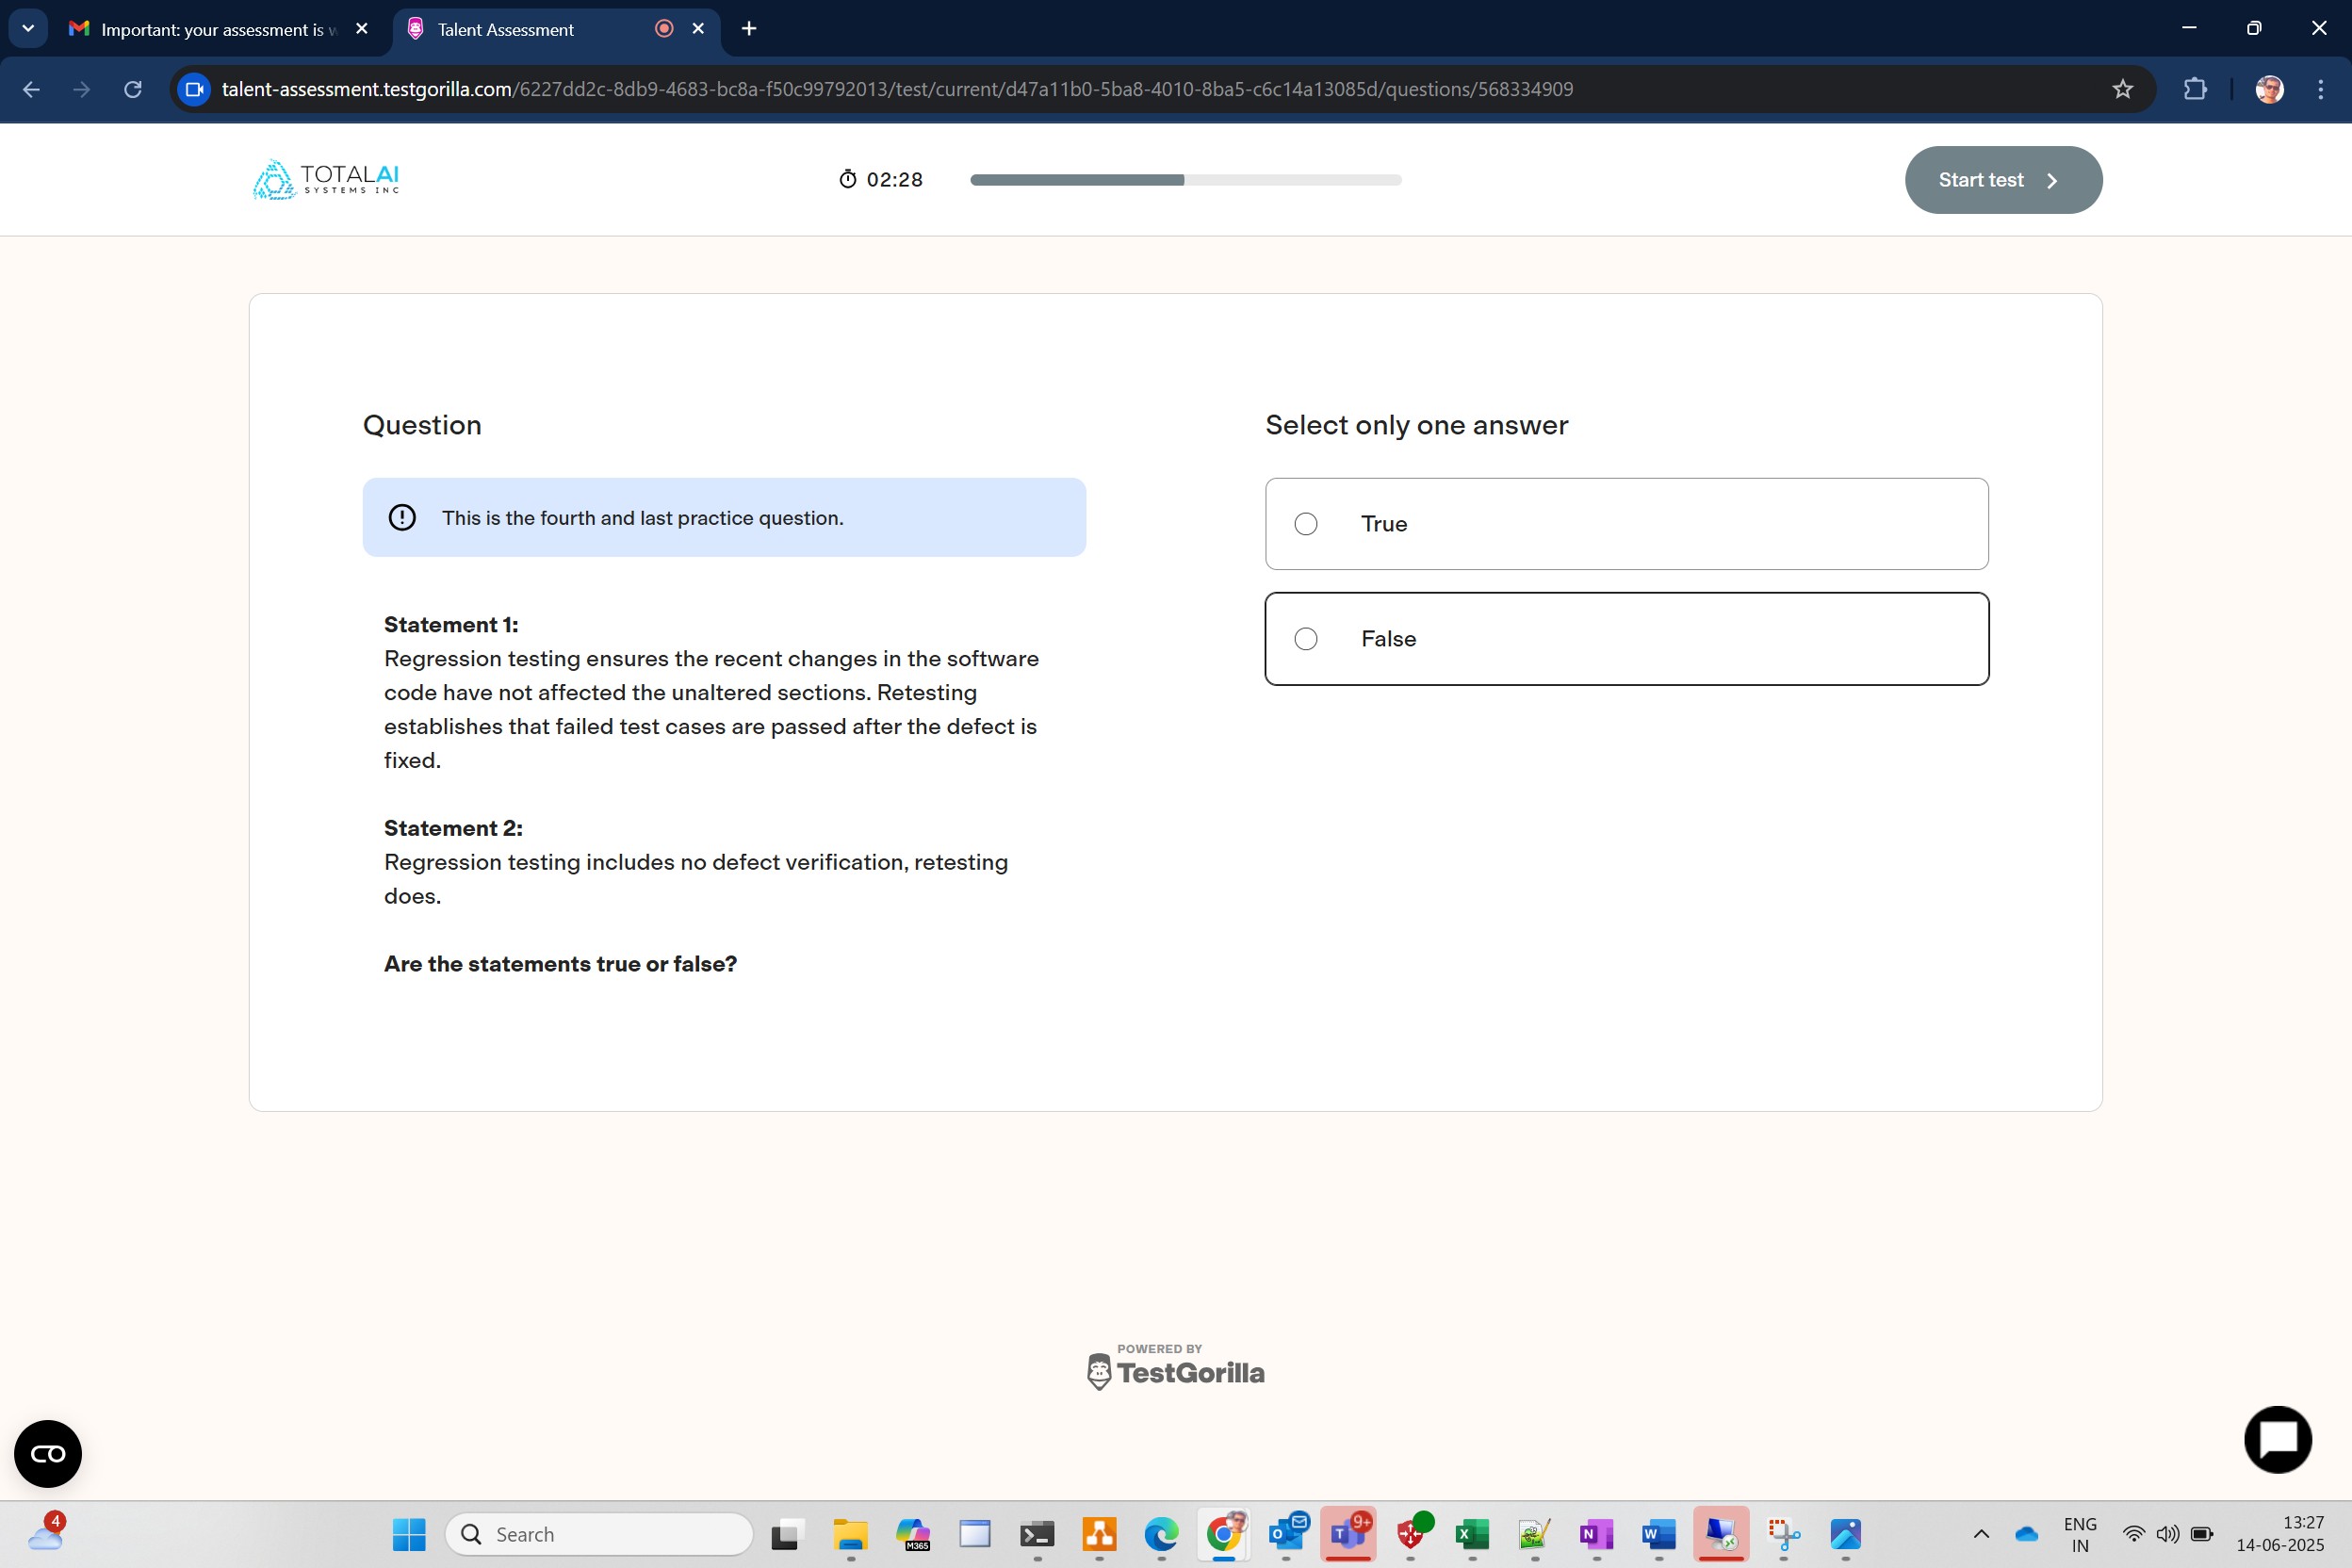 Important: your assessment is w
Talent Assessment
talent-assessment.testgorilla.com/6227dd2c-8db9-4683-bc8a-f50c99792013/test/current/d47a11b0-5ba8-4010-8ba5-c6c14a13085d/questions/568334909
TOTALAI
SYSTEMS INC
02:28
Start test
Question
This is the fourth and last practice question.
Statement 1:
Regression testing ensures the recent changes in the software
code have not affected the unaltered sections. Retesting
establishes that failed test cases are passed after the defect is
fixed.
Statement 2:
Regression testing includes no defect verification, retesting
does.
Are the statements true or false?
Select only one answer
True
False
POWERED BY
TestGorilla
4
Search
M365
9+
ENG
IN
13:27
14-06-2025